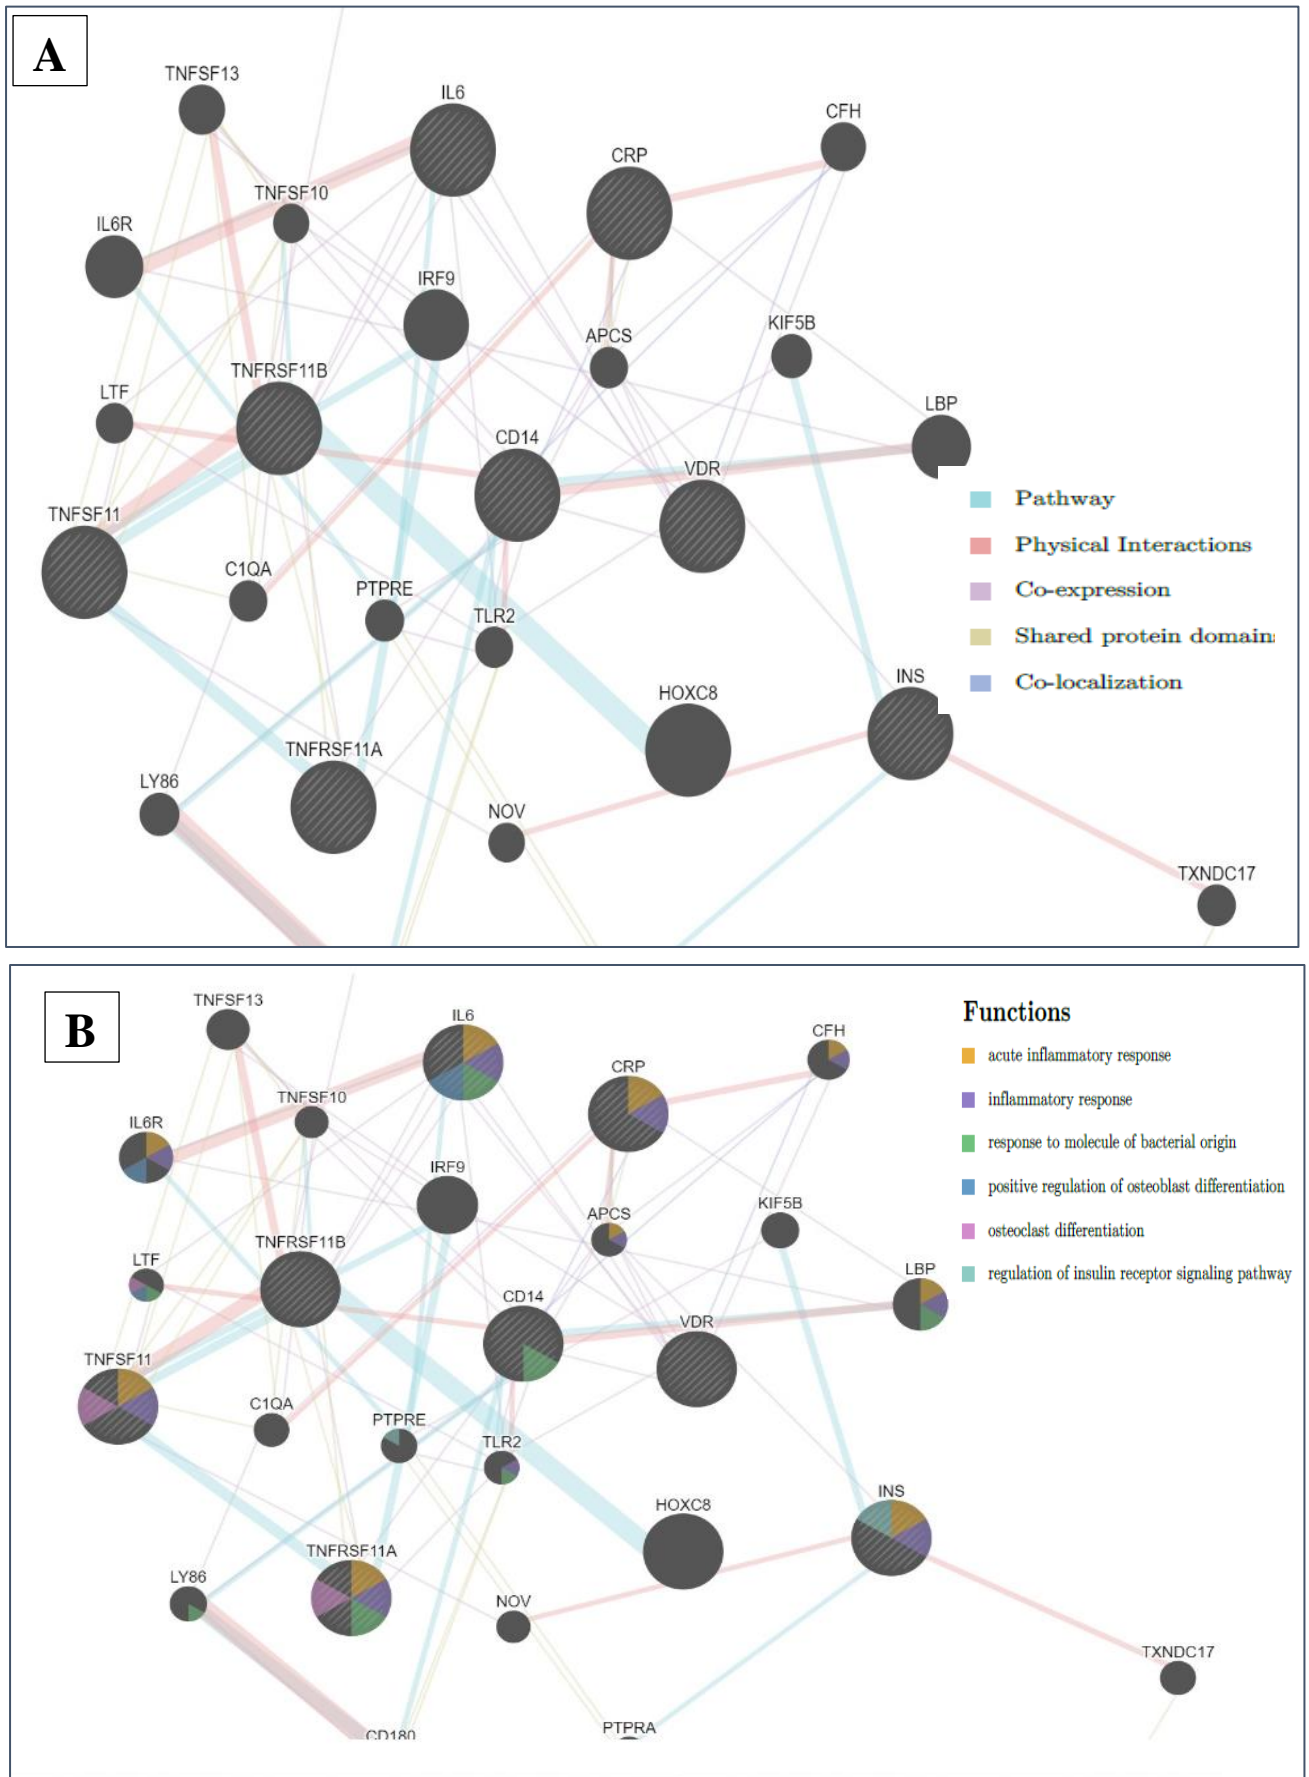 A
TNFSF13
IL6
CFH
CRP
TNFSF10
IL6R
IRF9
KIF5B
APCS
TNFRSF11B
LTF
LBP
CD14
VDR
Pathway
TNFSF11
Physical Interactions
C1QA
PTPRE
Co-expression
TLR2
Shared protein domain
INS
Co-localization
HOXC8
TNFRSF11A
LY86
NOV
TXNDC17
B
TNFSF13
IL6
CFH
CRP
TNFSF10
IL6R
IRF9
KIF5B
APCS
TNFRSF11B
LTF
LBP
CD14
VDR
TNFSF11
C1QA
PTPRE
TLR2
INS
HOXC8
TNFRSF11A
LY86
NOV
TXNDC17
PTPRA
CD180
Functions
acute inflammatory response
inflammatory response
response to molecule of bacterial origin
positive regulation of osteoblast differentiation
osteoclast differentiation
regulation of insulin receptor signaling pathway